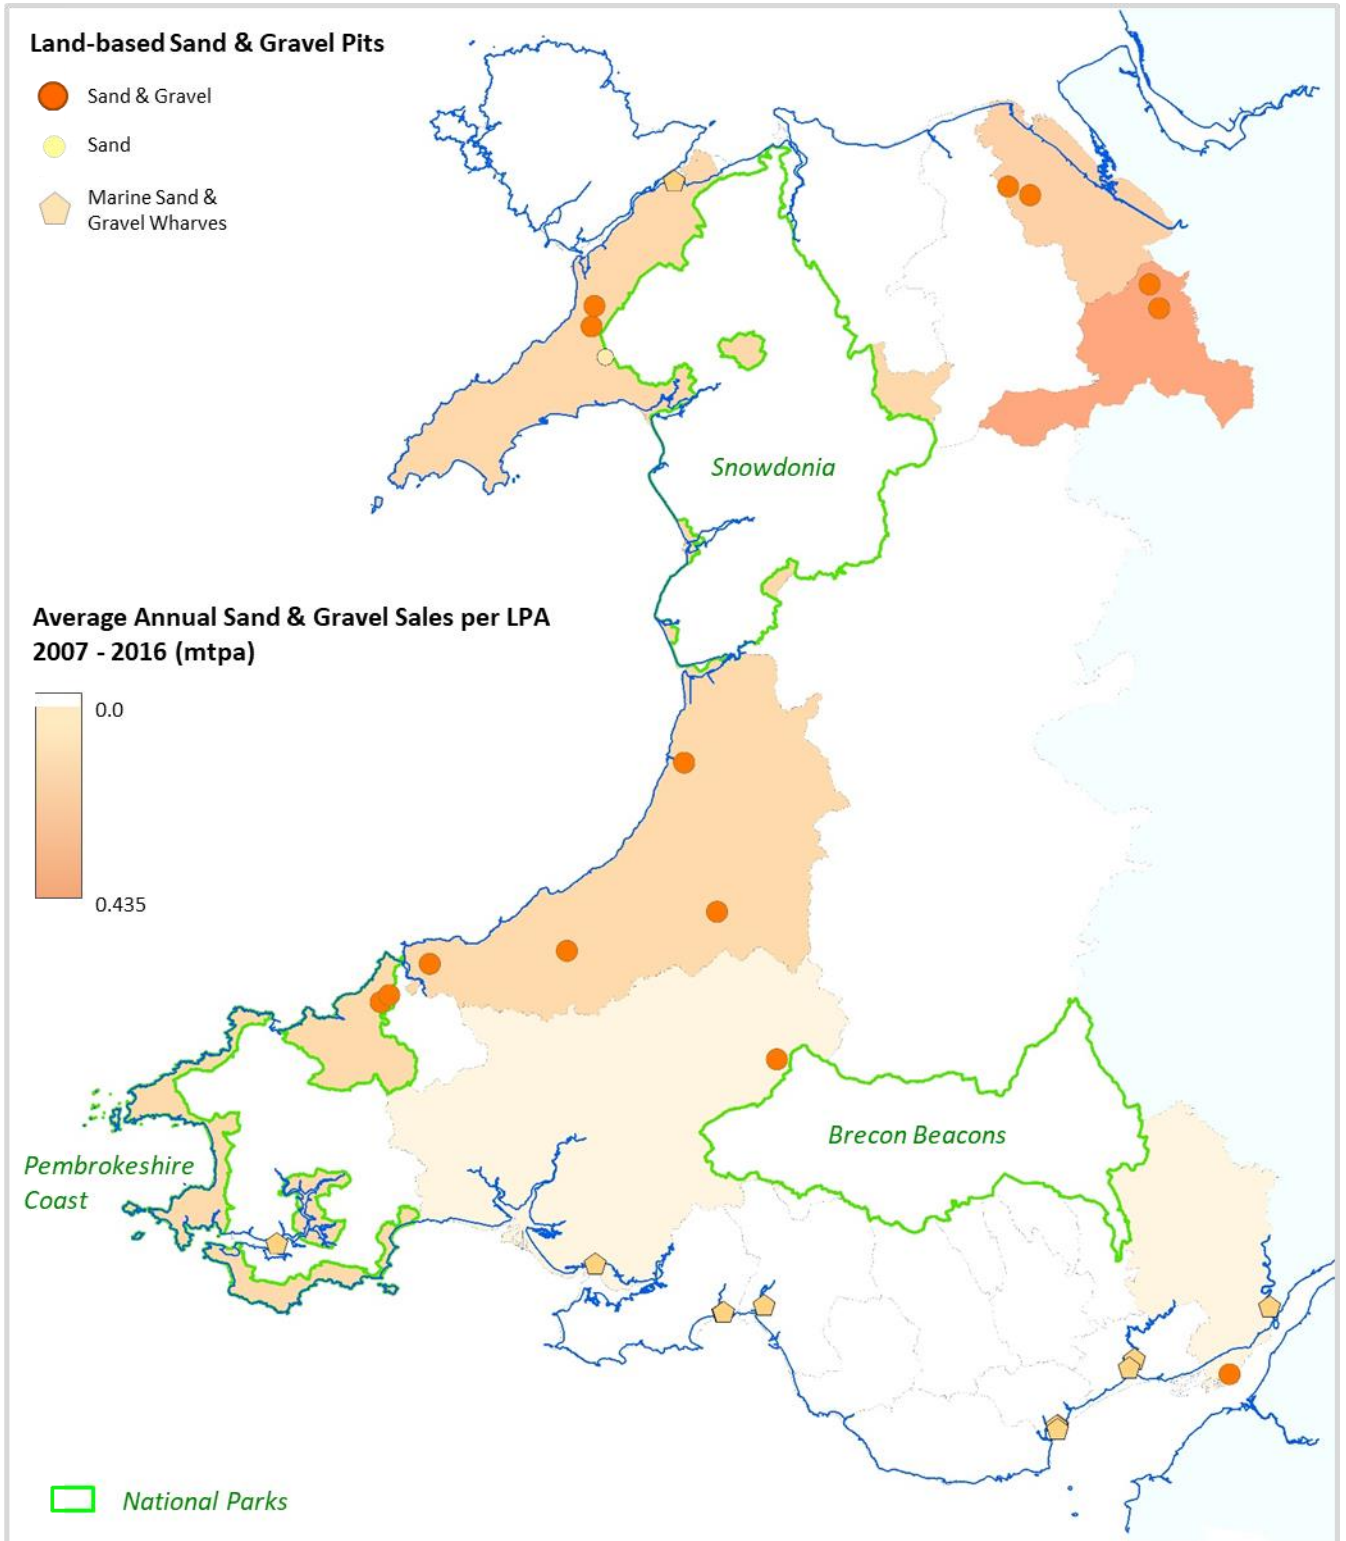 Land-based Sand & Gravel Pits
Sand & Gravel
Sand
Marine Sand &
Gravel Wharves
Snowdonia
Average Annual Sand & Gravel Sales per LPA
2007 - 2016 (mtpa)
0.0
0.435
Brecon Beacons
Pembrokeshire
Coast
National Parks